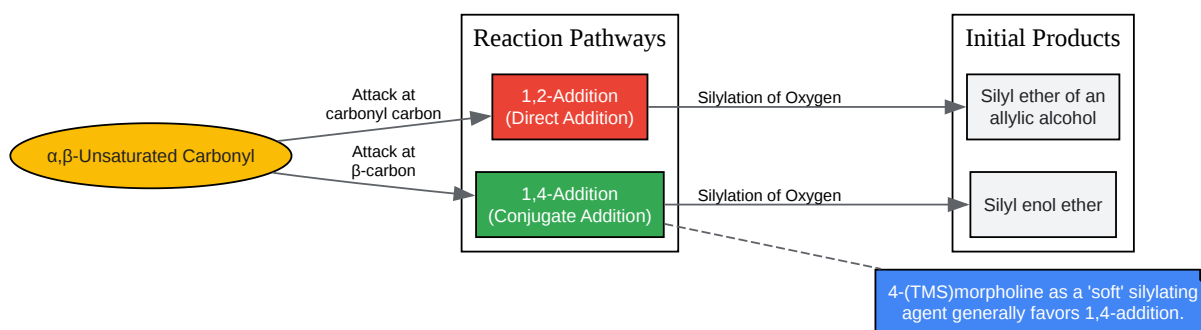 Reaction Pathways
Initial Products
Attack at
carbonyl carbon
1,2-Addition
(Direct Addition)
Silylation of Oxygen
Silyl ether of an
allylic alcohol
α,β-Unsaturated Carbonyl
Attack at
β-carbon
1,4-Addition
(Conjugate Addition)
Silylation of Oxygen
Silyl enol ether
4-(TMS)morpholine as a 'soft' silylating
agent generally favors 1,4-addition.